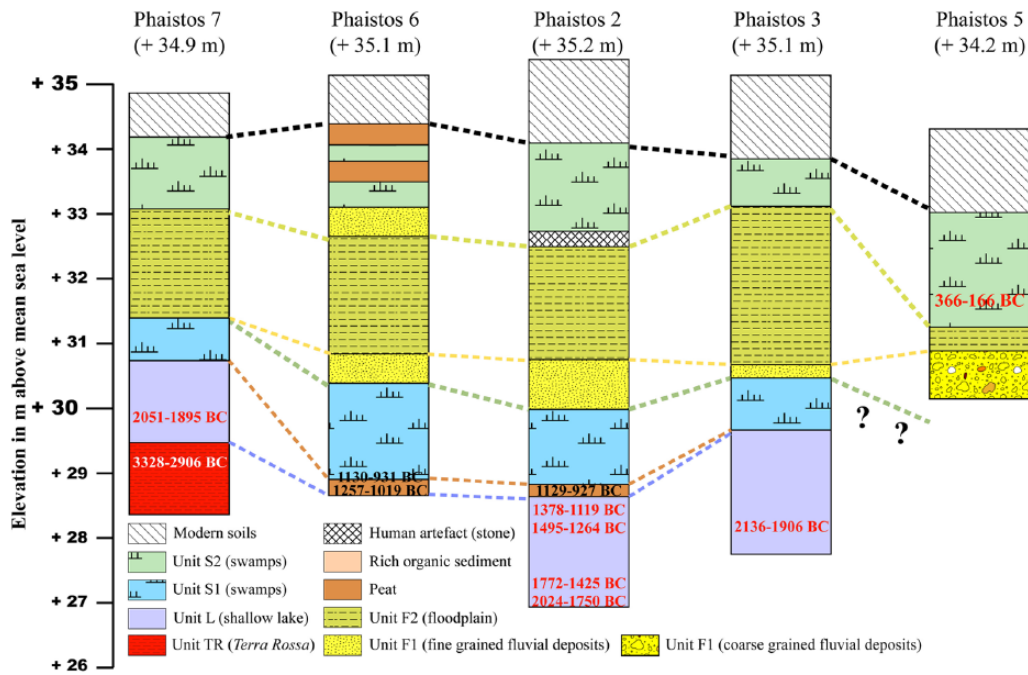 Phaistos 7
(+ 34.9 m)
Phaistos 6
(+ 35.1 m)
Phaistos 2
(+ 35.2 m)
Phaistos 3
(+ 35.1 m)
Phaistos 5
(+ 34.2 m)
Elevation in m above mean sea level
+ 35
+ 34
+ 33
+ 32
+ 31
+ 30
+ 29
+ 28
+ 27
+ 26
2051-1895 BC
3328-2906 BC
1130-931 BC
1257-1019 BC
1129-927 BC
1378-1119 BC
1495-1264 BC
1772-1425 BC
2024-1750 BC
2136-1906 BC
366-166 BC
?
?
Modern soils
Unit S2 (swamps)
Unit S1 (swamps)
Unit L (shallow lake)
Unit TR (Terra Rossa)
Human artefact (stone)
Rich organic sediment
Peat
Unit F2 (floodplain)
Unit F1 (fine grained fluvial deposits)
Unit F1 (coarse grained fluvial deposits)